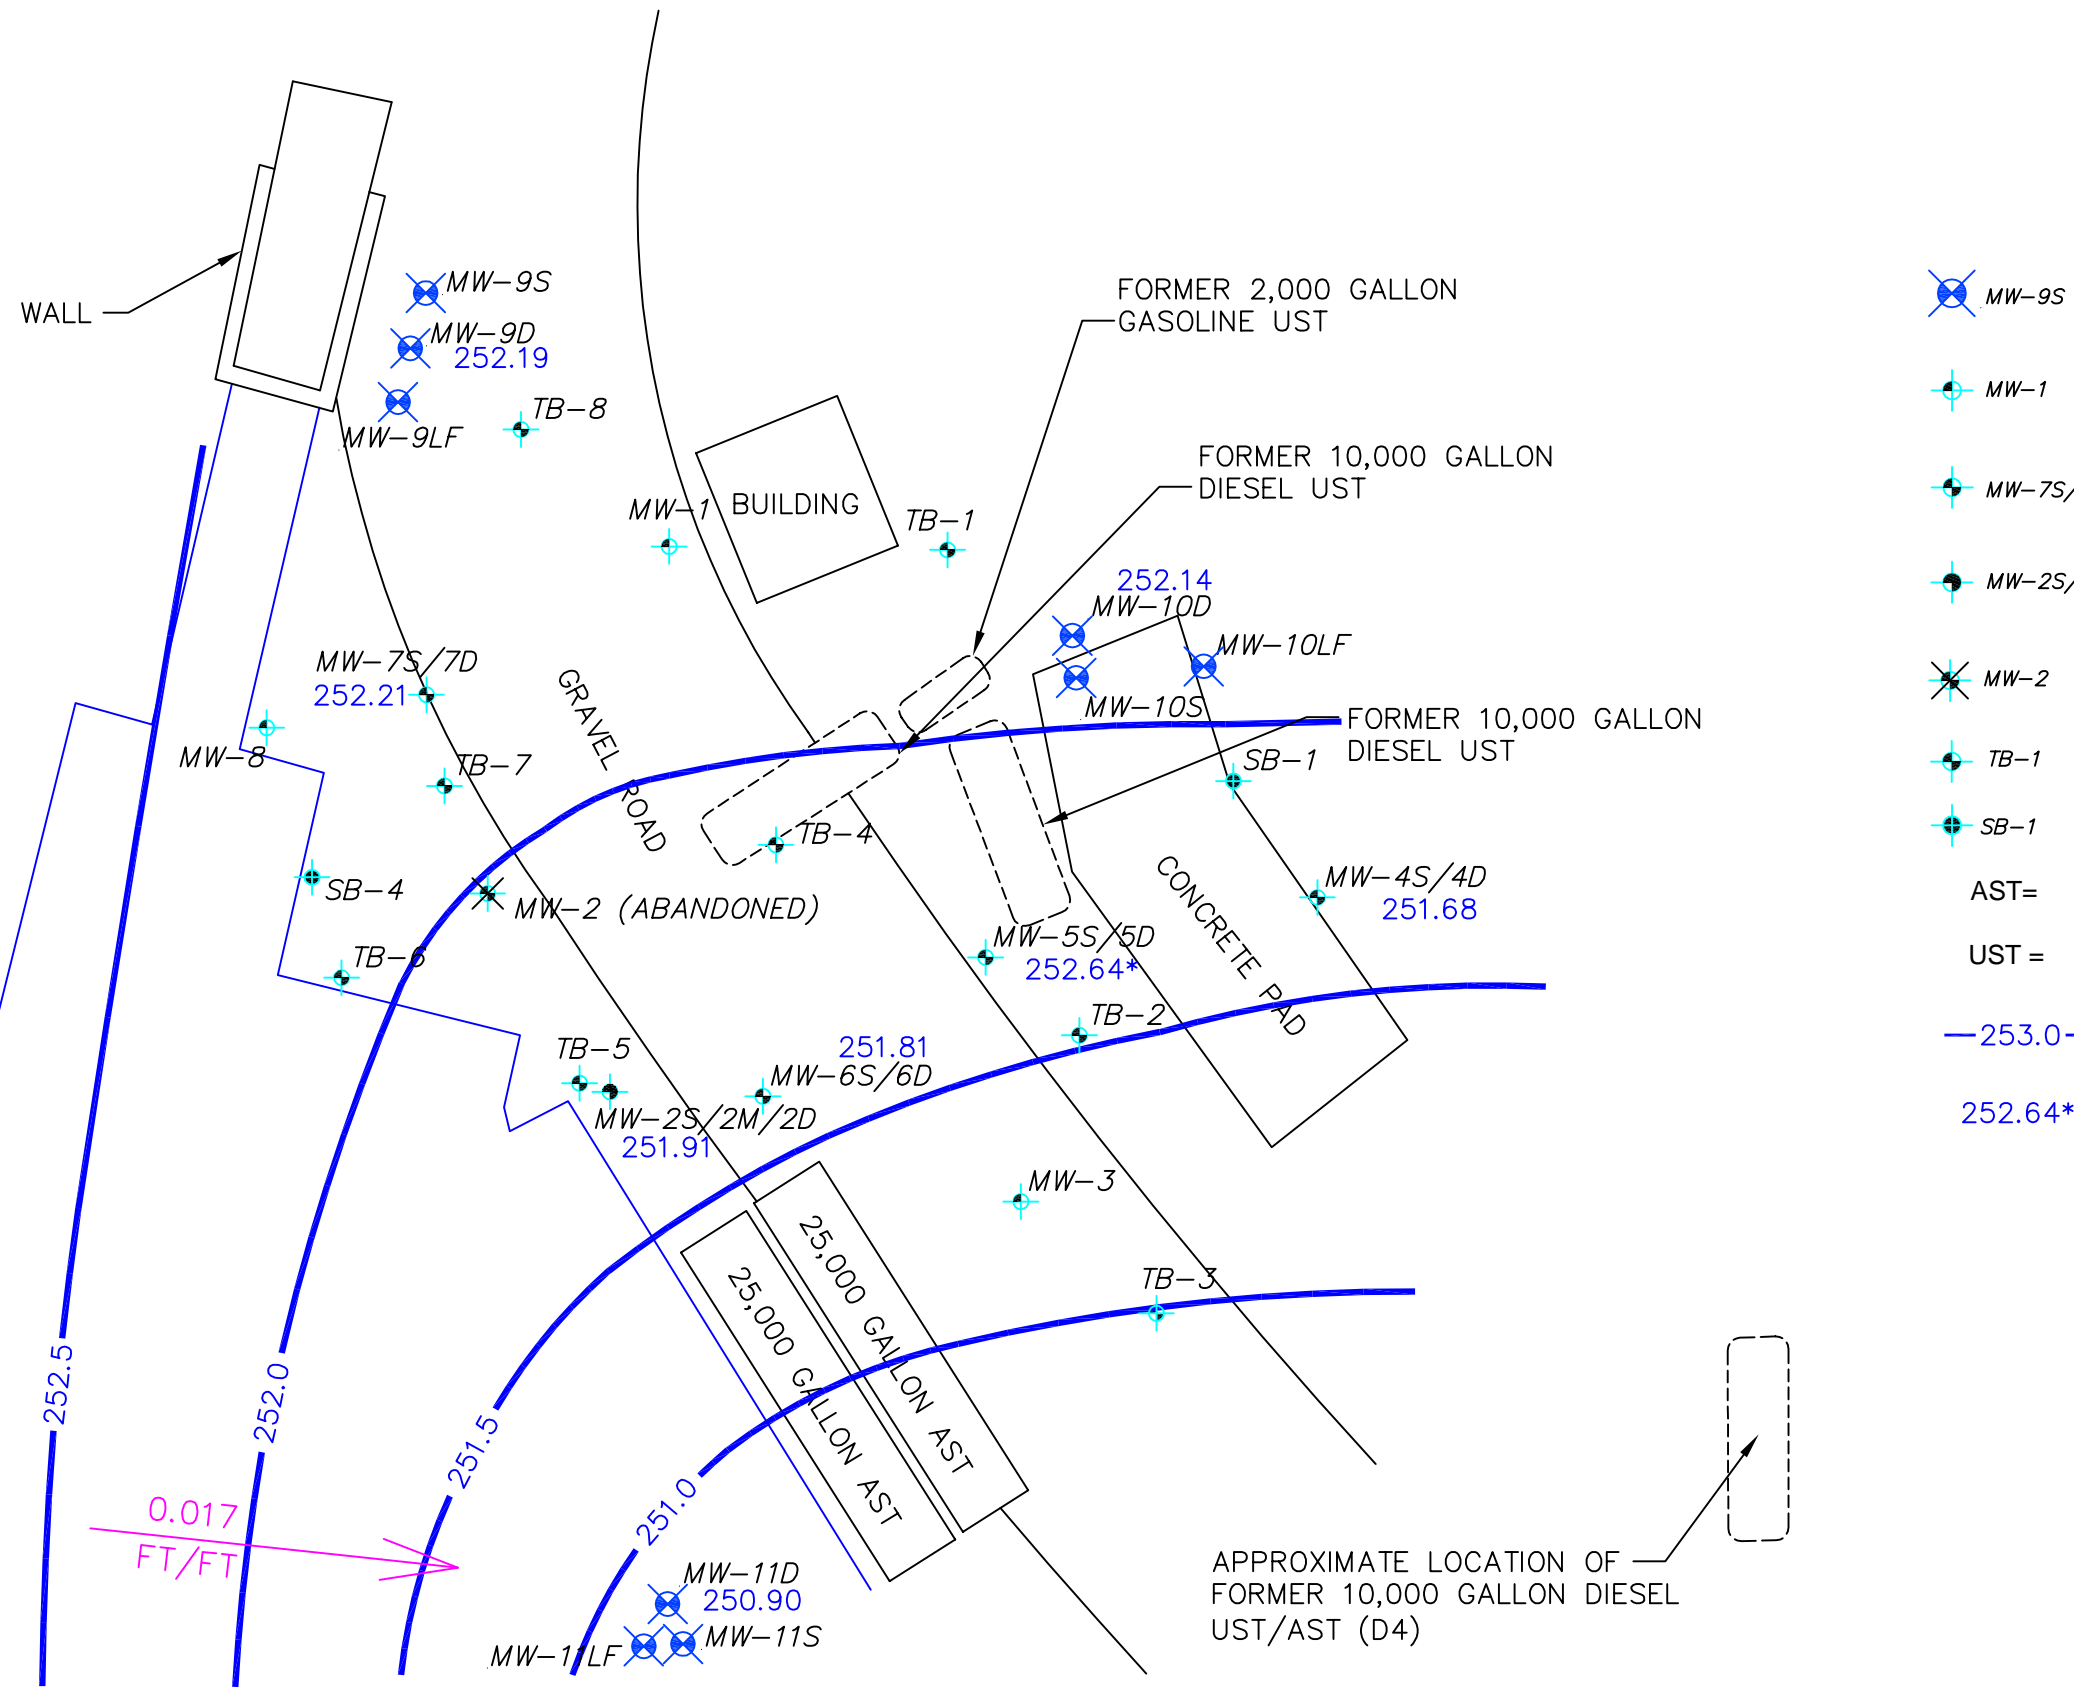 WALL
MW-9S
MW-9D
252.19
MW-9LF
TB-8
FORMER 2,000 GALLON
GASOLINE UST
FORMER 10,000 GALLON
DIESEL UST
MW-1
BUILDING
TB-1
252.14
MW-10D
MW-10LF
MW-10S
MW-7S/7D
252.21
MW-8
TB-7
GRAVEL ROAD
FORMER 10,000 GALLON
DIESEL UST
SB-1
TB-4
SB-4
MW-2 (ABANDONED)
MW-4S/4D
251.68
CONCRETE PAD
MW-5S/5D
252.64*
TB-6
TB-2
TB-5
251.81
MW-6S/6D
MW-2S/2M/2D
251.91
MW-3
TB-3
25,000 GALLON AST
25,000 GALLON AST
252.5
252.0
251.5
251.0
0.017
FT/FT
MW-11D
250.90
MW-11S
MW-11LF
APPROXIMATE LOCATION OF
FORMER 10,000 GALLON DIESEL
UST/AST (D4)
MW-9S
MW-1
MW-7S/
MW-2S/
MW-2
TB-1
SB-1
AST=
UST =
253.0
252.64*